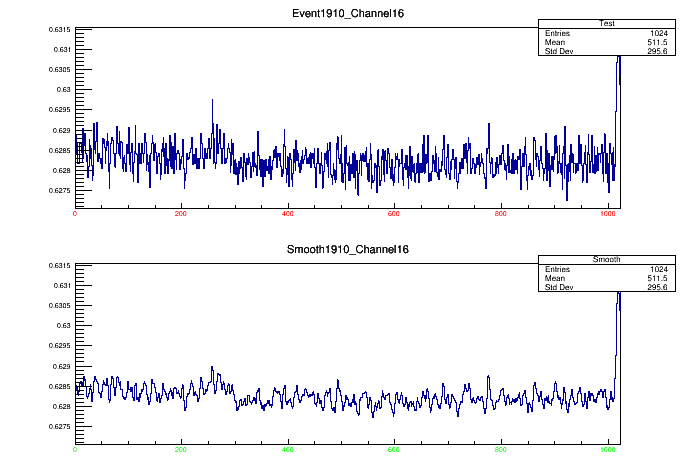 Event1910_Channel16
Test
Entries 1024
Mean 511.5
Std Dev 295.6
0.6315
0.631
0.6305
0.63
0.6295
0.629
0.6285
0.628
0.6275
0 200 400 600 800 1000
Smooth1910_Channel16
Smooth
Entries 1024
Mean 511.5
Std Dev 295.6
0.6315
0.631
0.6305
0.63
0.6295
0.629
0.6285
0.628
0.6275
0 200 400 600 800 1000